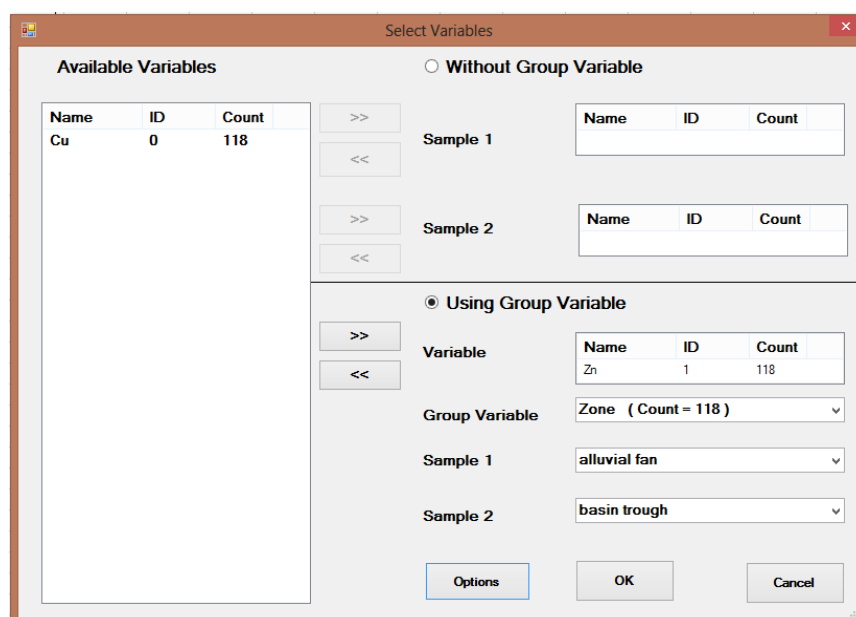 Select Variables
Available Variables
Name ID Count
Cu 0 118
>>
<<
>>
<<
Without Group Variable
Sample 1
Name ID Count
Sample 2
Name ID Count
Using Group Variable
>>
<<
Variable
Name ID Count
Zn 1 118
Group Variable
Zone ( Count = 118 )
Sample 1
alluvial fan
Sample 2
basin trough
Options
OK
Cancel